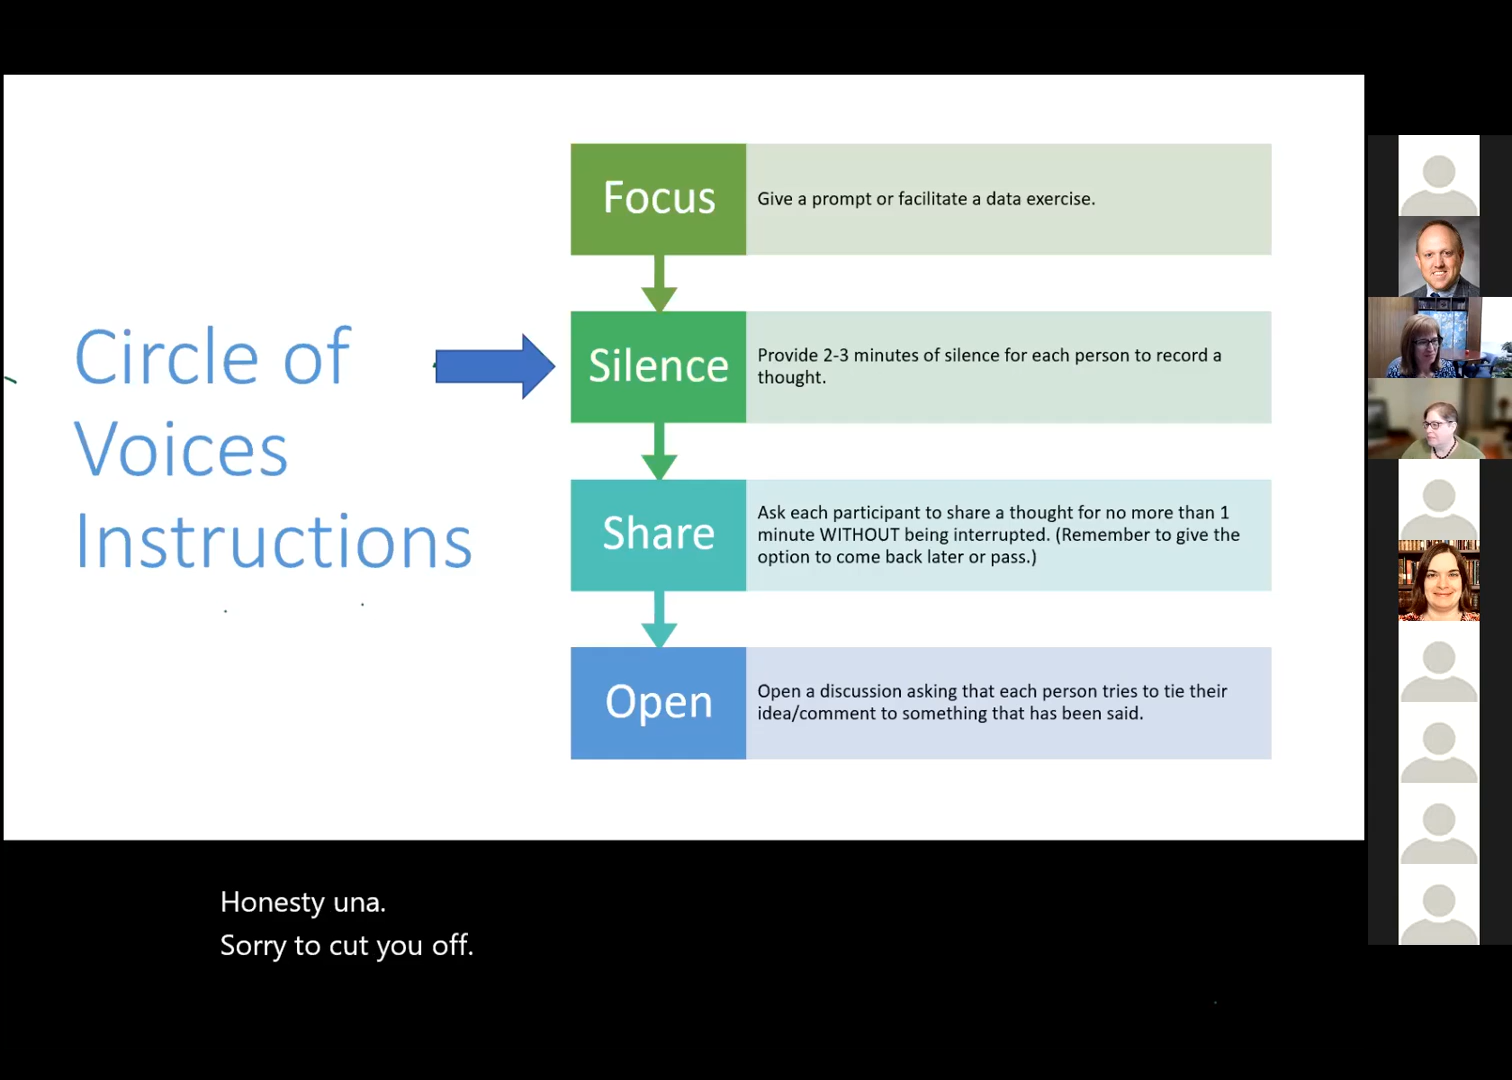 Circle of
Voices
Instructions
Focus
Give a prompt or facilitate a data exercise.
Silence
Provide 2-3 minutes of silence for each person to record a
thought.
Share
Ask each participant to share a thought for no more than 1
minute WITHOUT being interrupted. (Remember to give the
option to come back later or pass.)
Open
Open a discussion asking that each person tries to tie their
idea/comment to something that has been said.
Honesty una.
Sorry to cut you off.